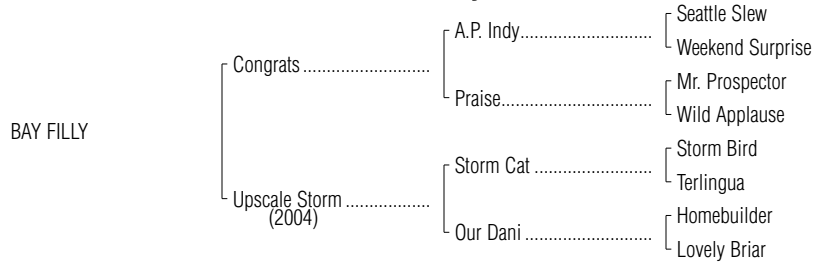 Seattle Slew
A.P. Indy..............................
Weekend Surprise
Congrats .............................
Mr. Prospector
Praise..................................
Wild Applause
BAY FILLY
Storm Bird
Storm Cat ...........................
Terlingua
Upscale Storm ....................
(2004)
Homebuilder
Our Dani .............................
Lovely Briar